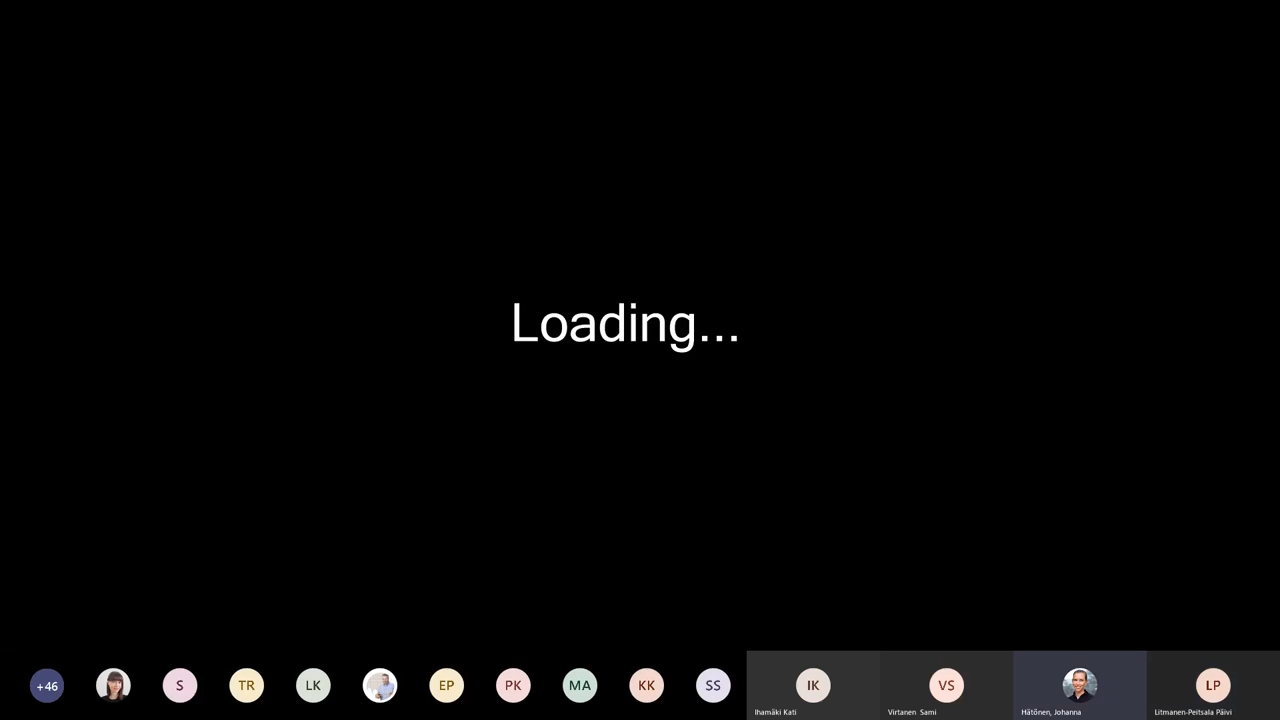 Loading...
+46
S
TR
LK
EP
PK
MA
KK
SS
IK
VS
LP
Ihamäki Kati
Virtanen Sami
Hätönen, Johanna
Litmanen-Peitsala Päivi